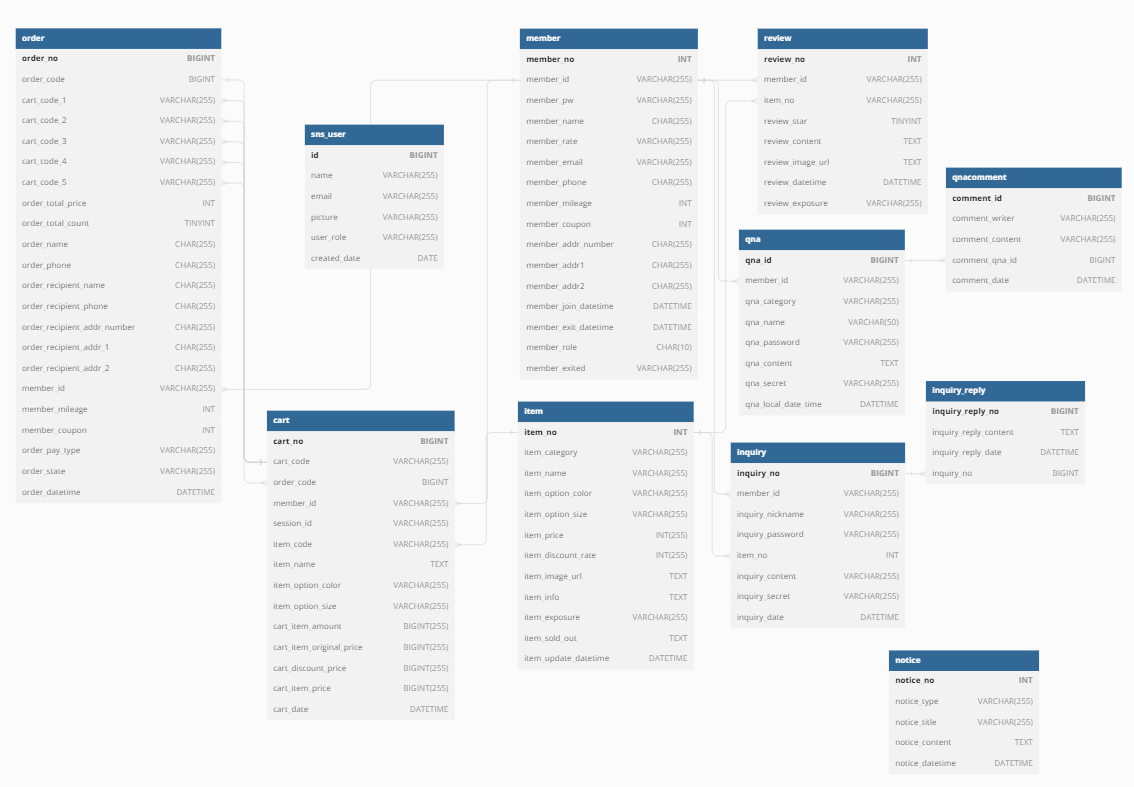 order
order_no BIGINT
order_code BIGINT
cart_code_1 VARCHAR(255)
cart_code_2 VARCHAR(255)
cart_code_3 VARCHAR(255)
cart_code_4 VARCHAR(255)
cart_code_5 VARCHAR(255)
order_total_price INT
order_total_count TINYINT
order_name CHAR(255)
order_phone CHAR(255)
order_recipient_name CHAR(255)
order_recipient_phone CHAR(255)
order_recipient_addr_number CHAR(255)
order_recipient_addr_1 CHAR(255)
order_recipient_addr_2 CHAR(255)
member_id VARCHAR(255)
member_mileage INT
member_coupon INT
order_pay_type VARCHAR(255)
order_state VARCHAR(255)
order_datetime DATETIME
sns_user
id BIGINT
name VARCHAR(255)
email VARCHAR(255)
picture VARCHAR(255)
user_role VARCHAR(255)
created_date DATE
cart
cart_no BIGINT
cart_code VARCHAR(255)
order_code BIGINT
member_id VARCHAR(255)
session_id VARCHAR(255)
item_code VARCHAR(255)
item_name TEXT
item_option_color VARCHAR(255)
item_option_size VARCHAR(255)
cart_item_amount BIGINT(255)
cart_item_original_price BIGINT(255)
cart_discount_price BIGINT(255)
cart_item_price BIGINT(255)
cart_date DATETIME
member
member_no INT
member_id VARCHAR(255)
member_pw VARCHAR(255)
member_name CHAR(255)
member_rate VARCHAR(255)
member_email VARCHAR(255)
member_phone CHAR(255)
member_mileage INT
member_coupon INT
member_addr_number CHAR(255)
member_addr1 CHAR(255)
member_addr2 CHAR(255)
member_join_datetime DATETIME
member_exit_datetime DATETIME
member_role CHAR(10)
member_exited VARCHAR(255)
item
item_no INT
item_category VARCHAR(255)
item_name VARCHAR(255)
item_option_color VARCHAR(255)
item_option_size VARCHAR(255)
item_price INT(255)
item_discount_rate INT(255)
item_image_url TEXT
item_info TEXT
item_exposure VARCHAR(255)
item_sold_out TEXT
item_update_datetime DATETIME
review
review_no INT
member_id VARCHAR(255)
item_no VARCHAR(255)
review_star TINYINT
review_content TEXT
review_image_url TEXT
review_datetime DATETIME
review_exposure VARCHAR(255)
qna
qna_id BIGINT
member_id VARCHAR(255)
qna_category VARCHAR(255)
qna_name VARCHAR(50)
qna_password VARCHAR(255)
qna_content TEXT
qna_secret VARCHAR(255)
qna_local_date_time DATETIME
inquiry
inquiry_no BIGINT
member_id VARCHAR(255)
inquiry_nickname VARCHAR(255)
inquiry_password VARCHAR(255)
item_no INT
inquiry_content VARCHAR(255)
inquiry_secret VARCHAR(255)
inquiry_date DATETIME
qnacomment
comment_id BIGINT
comment_writer VARCHAR(255)
comment_content VARCHAR(255)
comment_qna_id BIGINT
comment_date DATETIME
inquiry_reply
inquiry_reply_no BIGINT
inquiry_reply_content TEXT
inquiry_reply_date DATETIME
inquiry_no BIGINT
notice
notice_no INT
notice_type VARCHAR(255)
notice_title VARCHAR(255)
notice_content TEXT
notice_datetime DATETIME